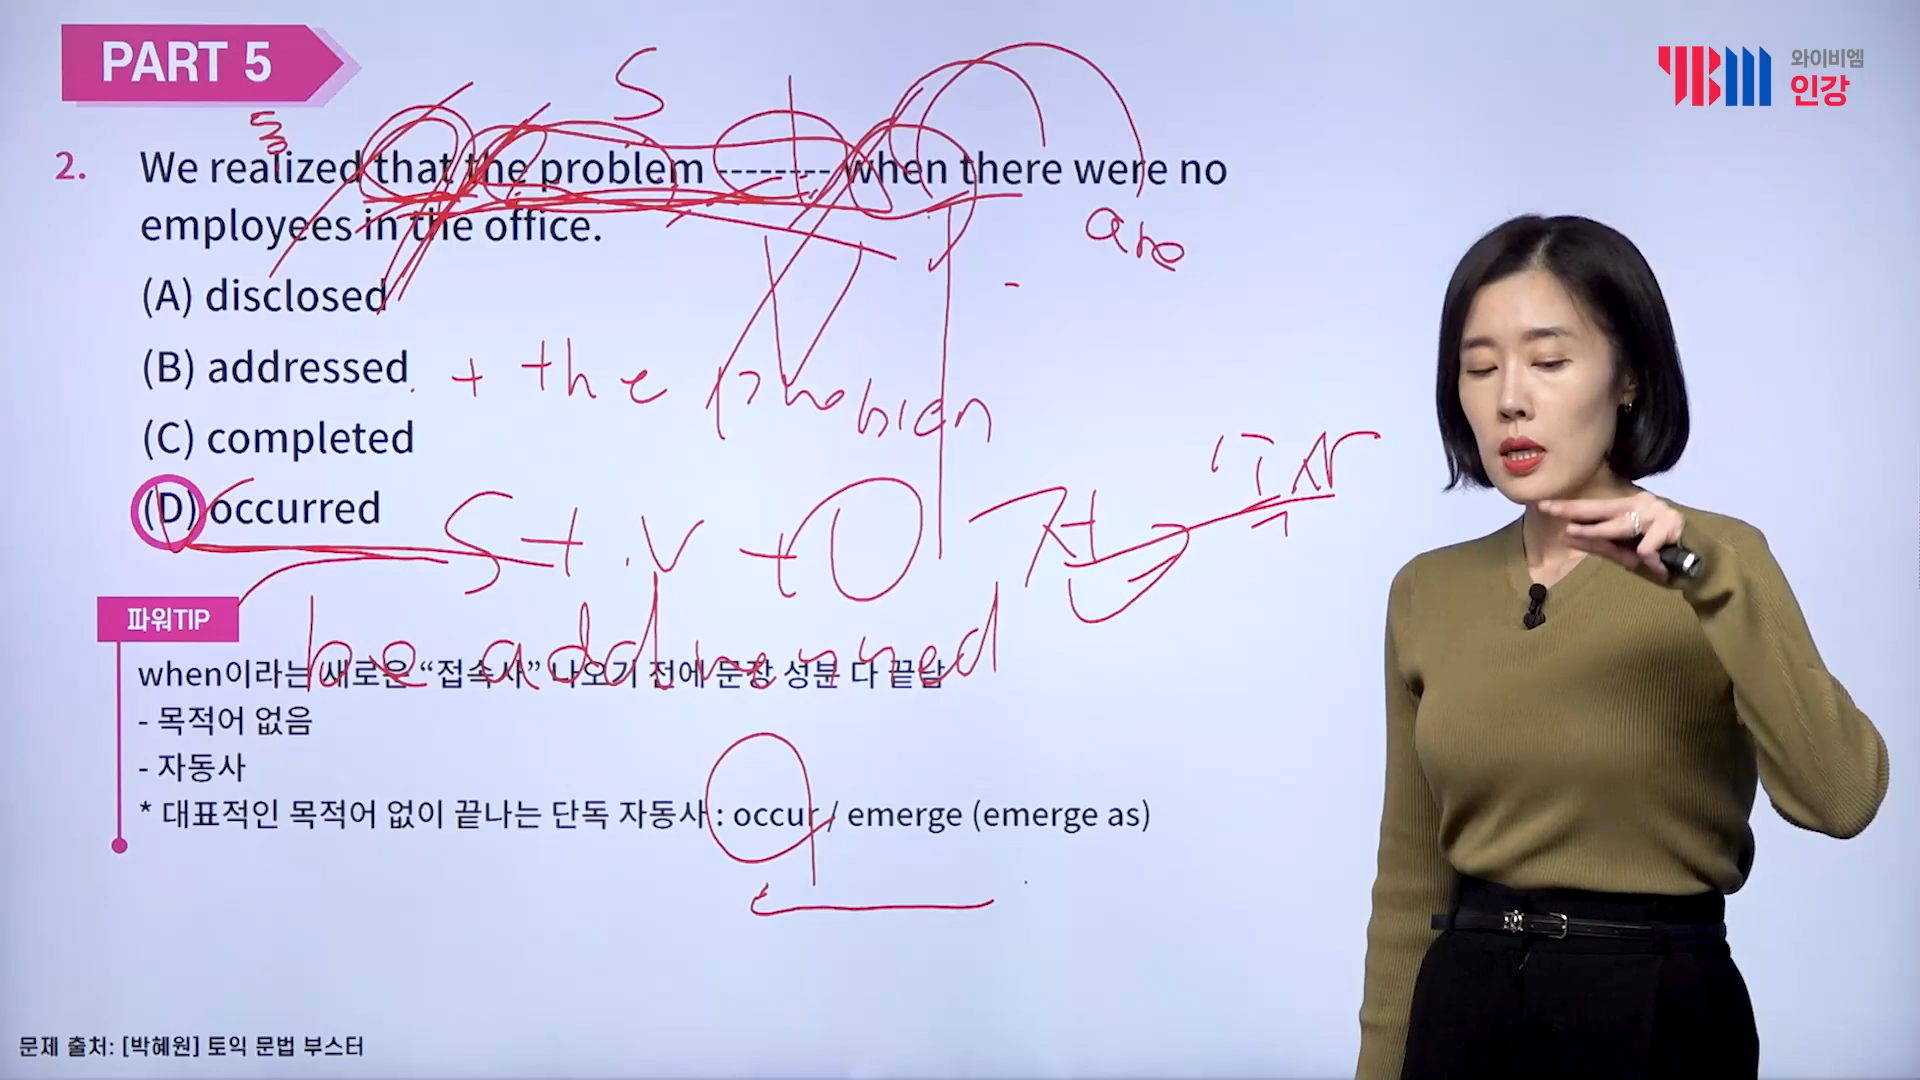 PART 5
YBM 와이비엠
인강
S
2. We realized that the problem -------- when there were no
employees in the office.
are
(A) disclosed
(B) addressed + the
(C) completed
(D) occurred S + V + O
파워TIP
be
when이라는 새로운 “접속사” 나오기 전에 문장 성분 다 끝남
- 목적어 없음
- 자동사
* 대표적인 목적어 없이 끝나는 단독 자동사 : occur / emerge (emerge as)
문제 출처: [박혜원] 토익 문법 부스터